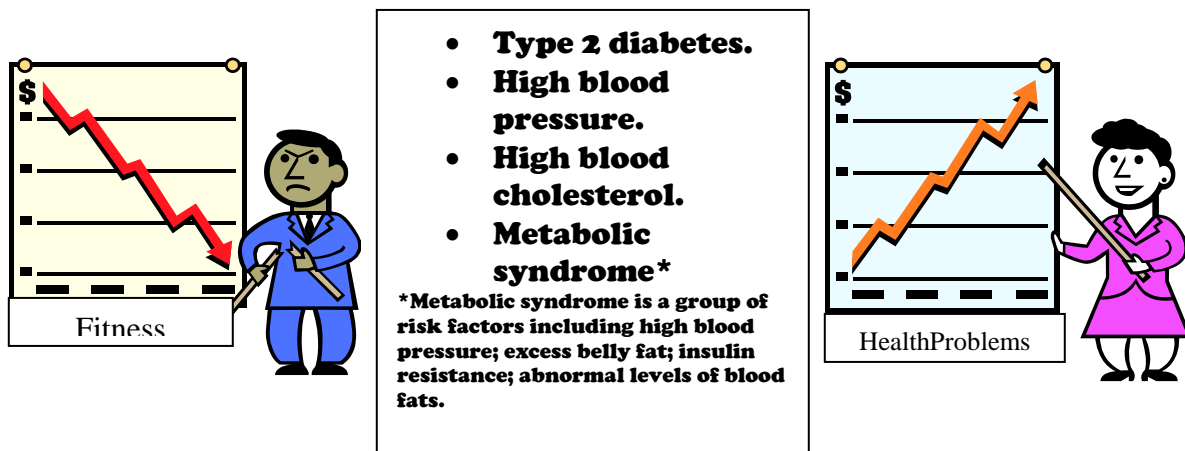 $
Fitness
• Type 2 diabetes.
• High blood
pressure.
• High blood
cholesterol.
• Metabolic
syndrome*
*Metabolic syndrome is a group of
risk factors including high blood
pressure; excess belly fat; insulin
resistance; abnormal levels of blood
fats.
$
HealthProblems